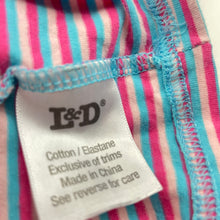 L&D®
Cotton / Elastane
Exclusive of trims
Made in China
See reverse for care